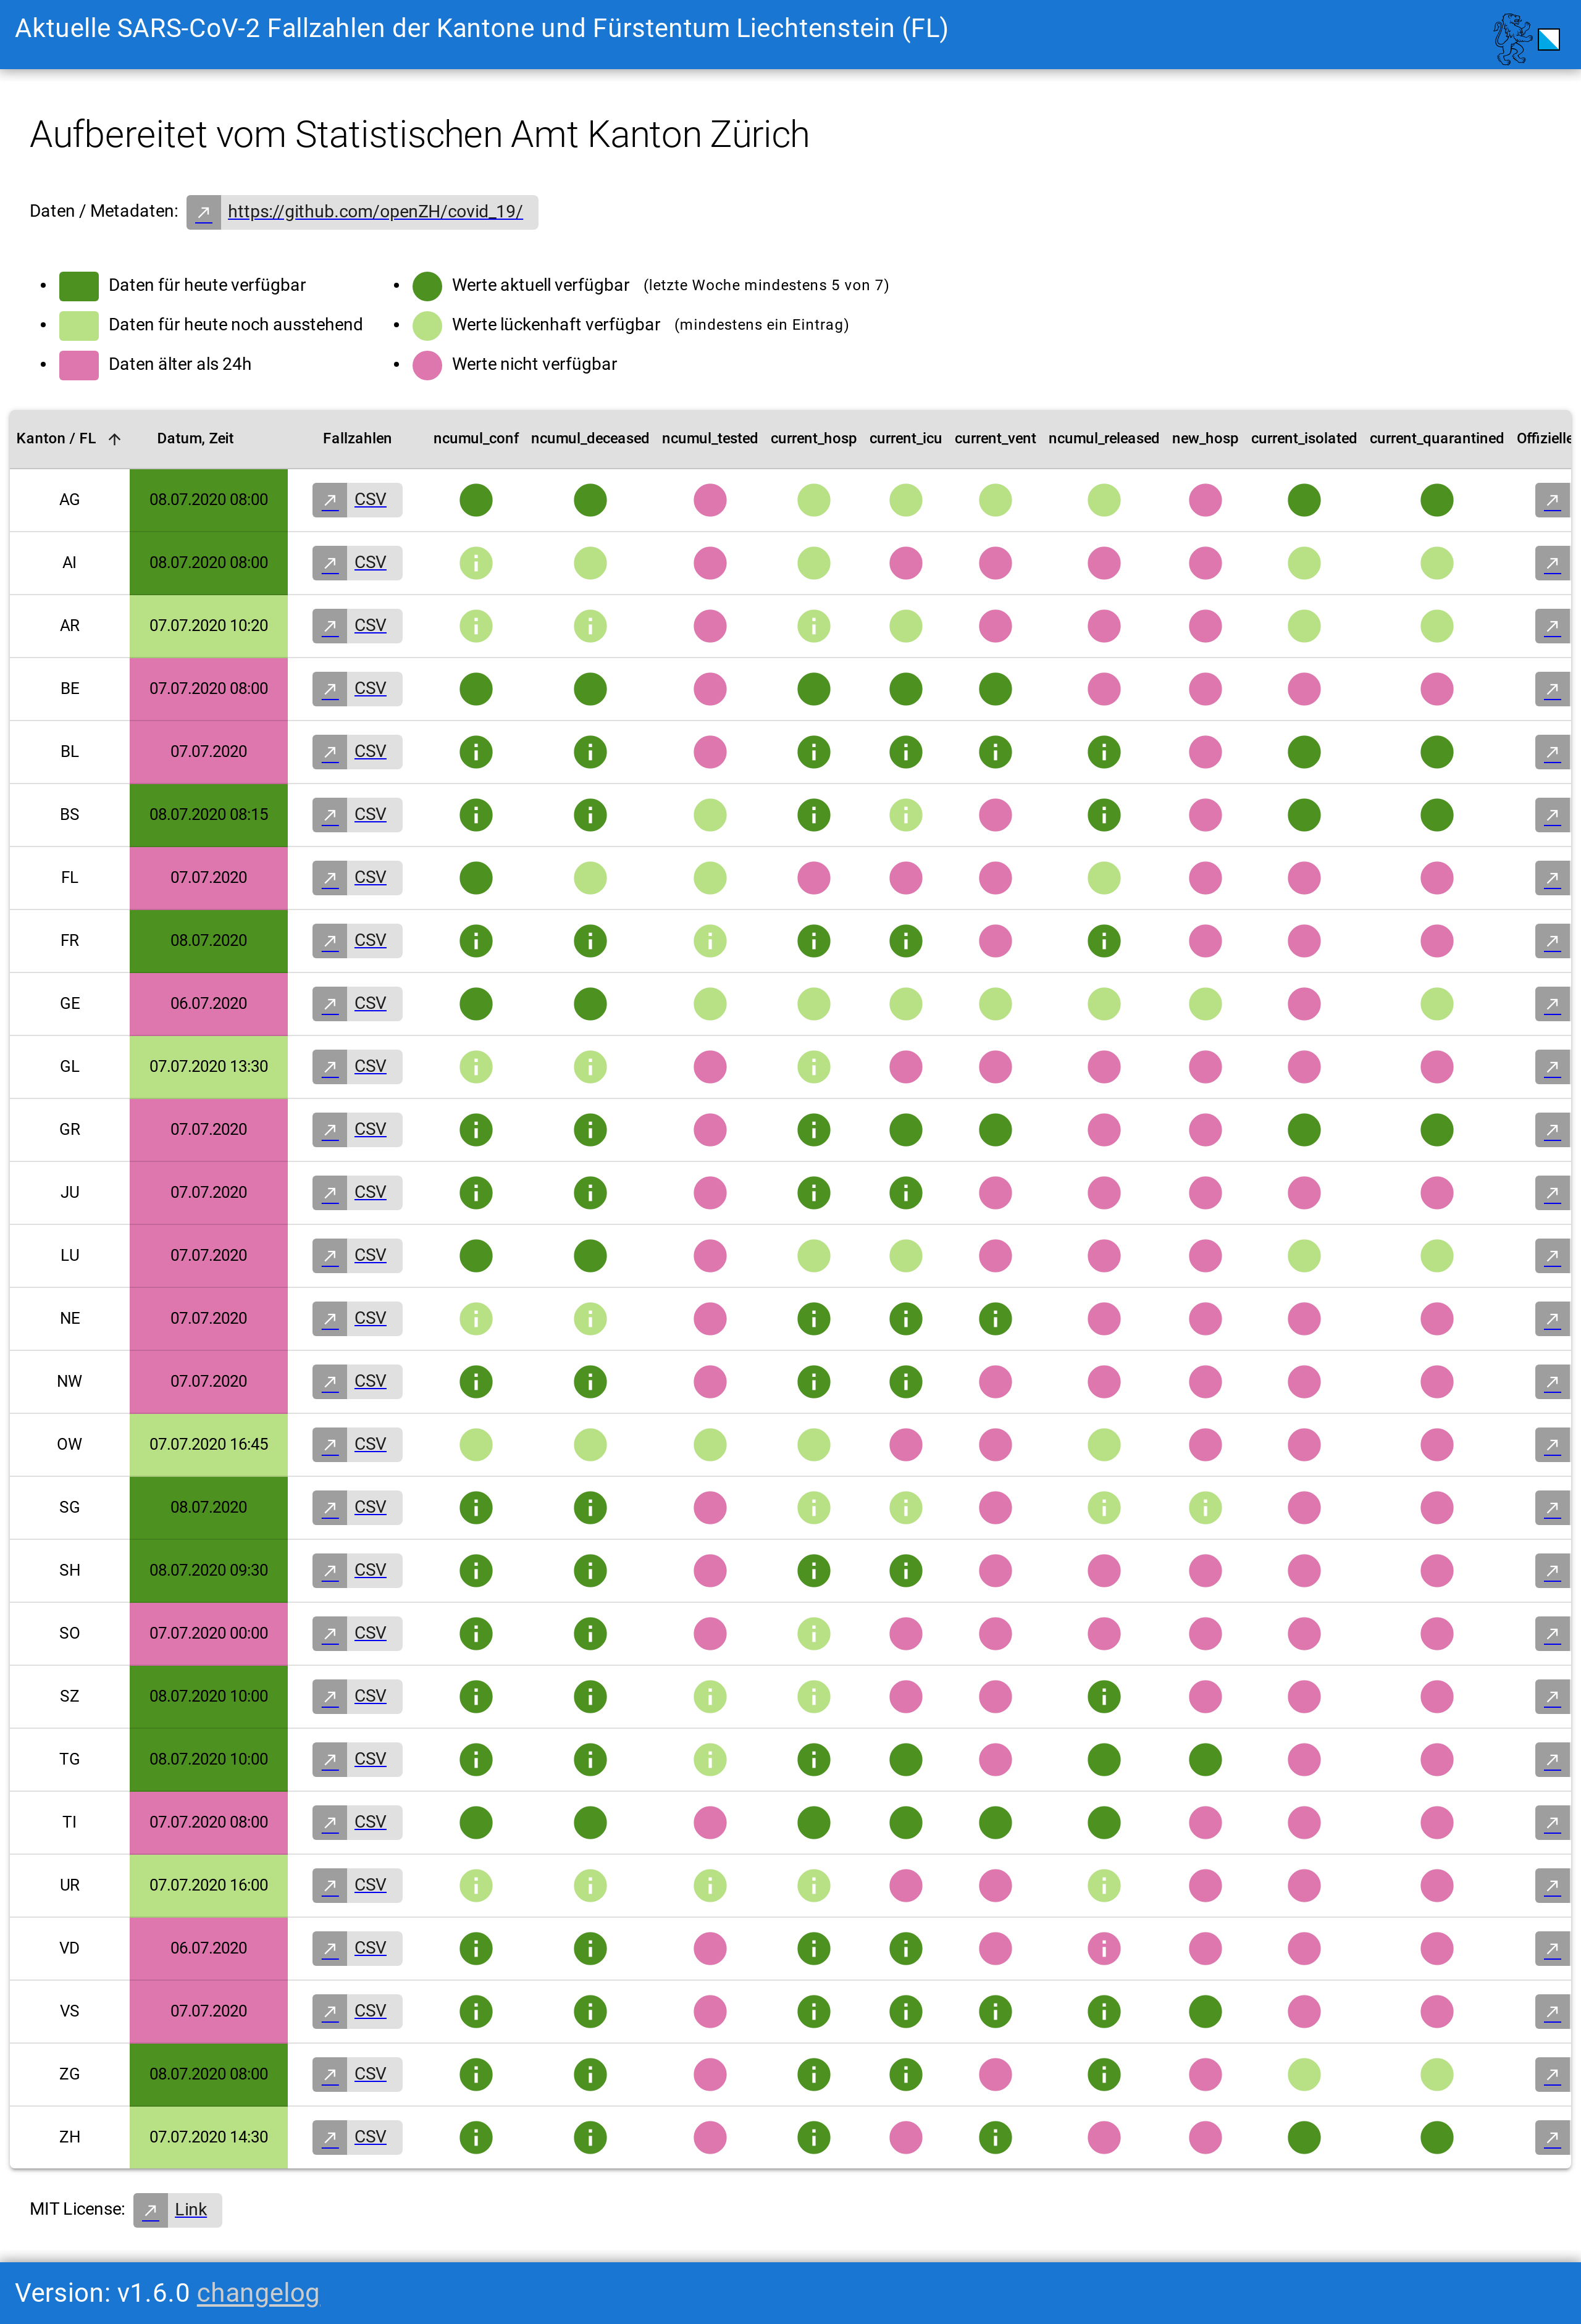 Aktuelle SARS-CoV-2 Fallzahlen der Kantone und Fürstentum Liechtenstein (FL)
Aufbereitet vom Statistischen Amt Kanton Zürich
Daten / Metadaten: https://github.com/openZH/covid_19/
Daten für heute verfügbar
Daten für heute noch ausstehend
Daten älter als 24h
Werte aktuell verfügbar (letzte Woche mindestens 5 von 7)
Werte lückenhaft verfügbar (mindestens ein Eintrag)
Werte nicht verfügbar
Kanton / FL Datum, Zeit Fallzahlen ncumul_conf ncumul_deceased ncumul_tested current_hosp current_icu current_vent ncumul_released new_hosp current_isolated current_quarantined Offizielle
AG 08.07.2020 08:00 CSV
AI 08.07.2020 08:00 CSV
AR 07.07.2020 10:20 CSV
BE 07.07.2020 08:00 CSV
BL 07.07.2020 CSV
BS 08.07.2020 08:15 CSV
FL 07.07.2020 CSV
FR 08.07.2020 CSV
GE 06.07.2020 CSV
GL 07.07.2020 13:30 CSV
GR 07.07.2020 CSV
JU 07.07.2020 CSV
LU 07.07.2020 CSV
NE 07.07.2020 CSV
NW 07.07.2020 CSV
OW 07.07.2020 16:45 CSV
SG 08.07.2020 CSV
SH 08.07.2020 09:30 CSV
SO 07.07.2020 00:00 CSV
SZ 08.07.2020 10:00 CSV
TG 08.07.2020 10:00 CSV
TI 07.07.2020 08:00 CSV
UR 07.07.2020 16:00 CSV
VD 06.07.2020 CSV
VS 07.07.2020 CSV
ZG 08.07.2020 08:00 CSV
ZH 07.07.2020 14:30 CSV
MIT License: Link
Version: v1.6.0 changelog